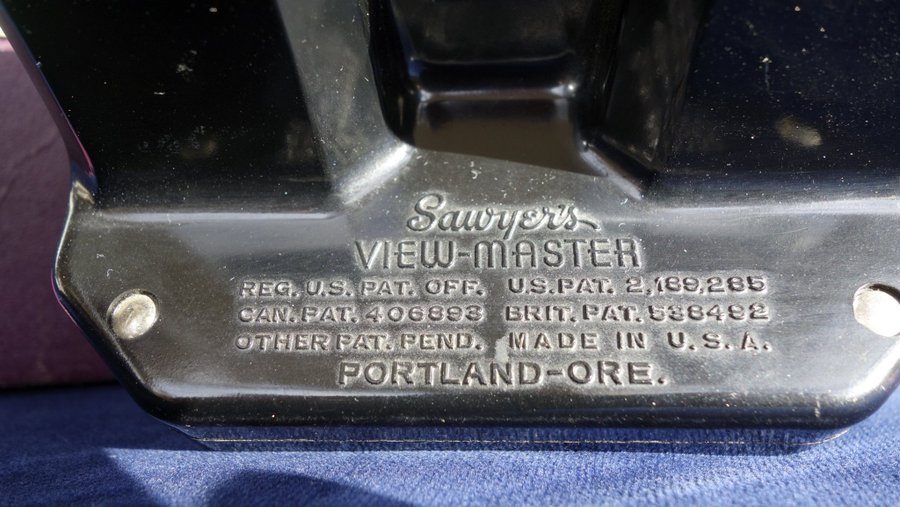 Sawyer's
VIEW-MASTER
REG. U.S. PAT. OFF. U.S. PAT. 2,189,285
CAN. PAT. 406893 BRIT. PAT. 538492
OTHER PAT. PEND. MADE IN U.S.A.
PORTLAND-ORE.